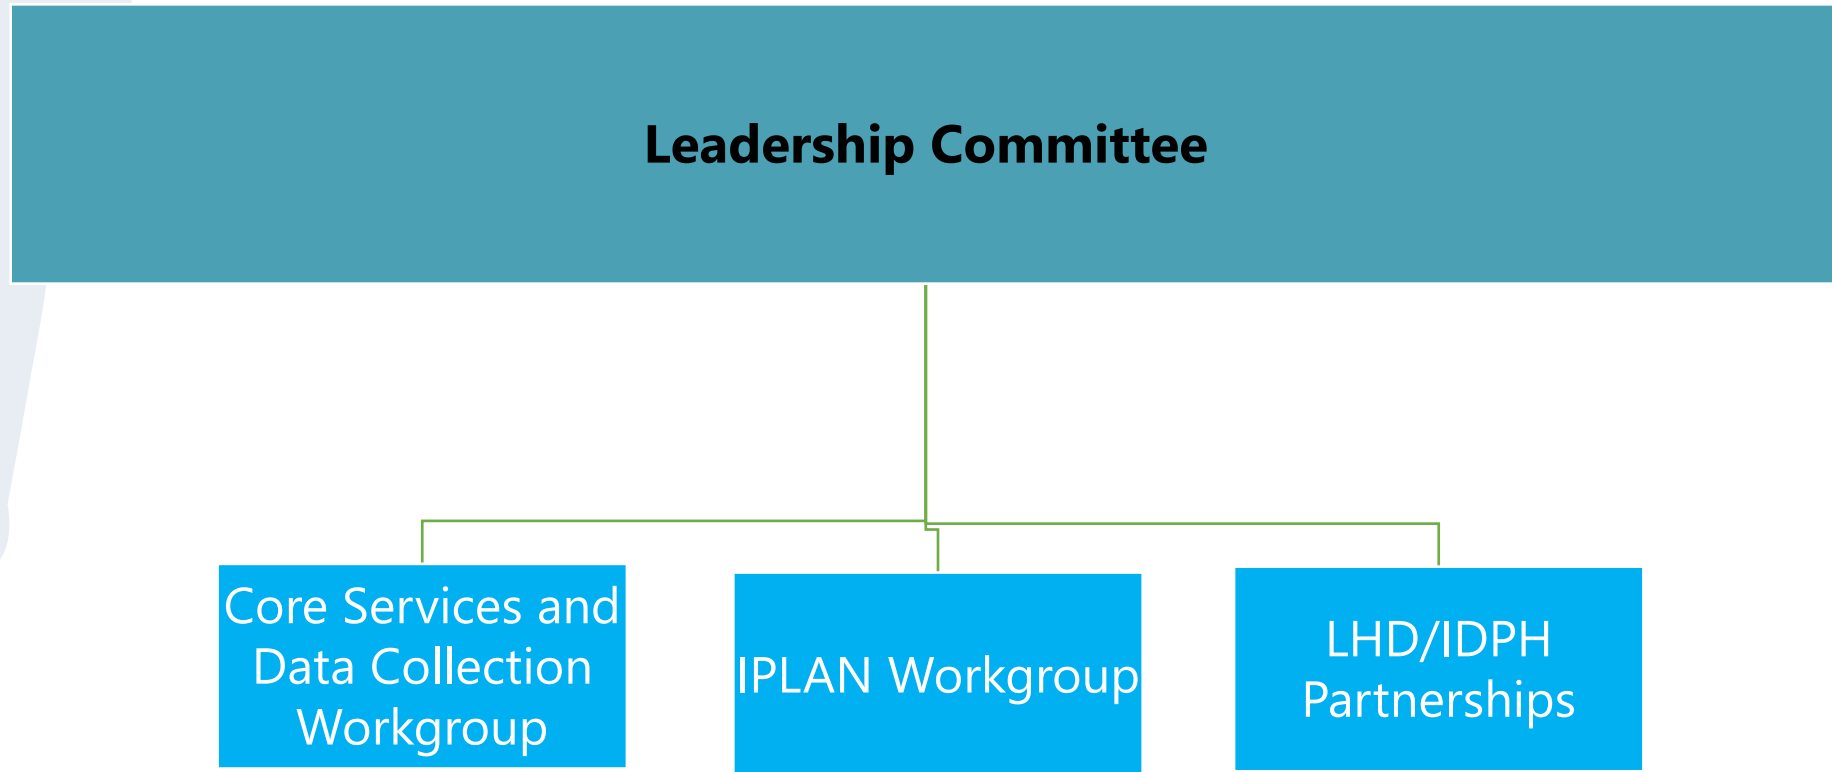 Leadership Committee
Core Services and
Data Collection
Workgroup
IPLAN Workgroup
LHD/IDPH
Partnerships